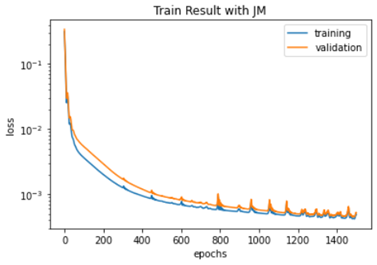 Train Result with JM
training
validation
10⁻¹
10⁻²
10⁻³
loss
0 200 400 600 800 1000 1200 1400
epochs